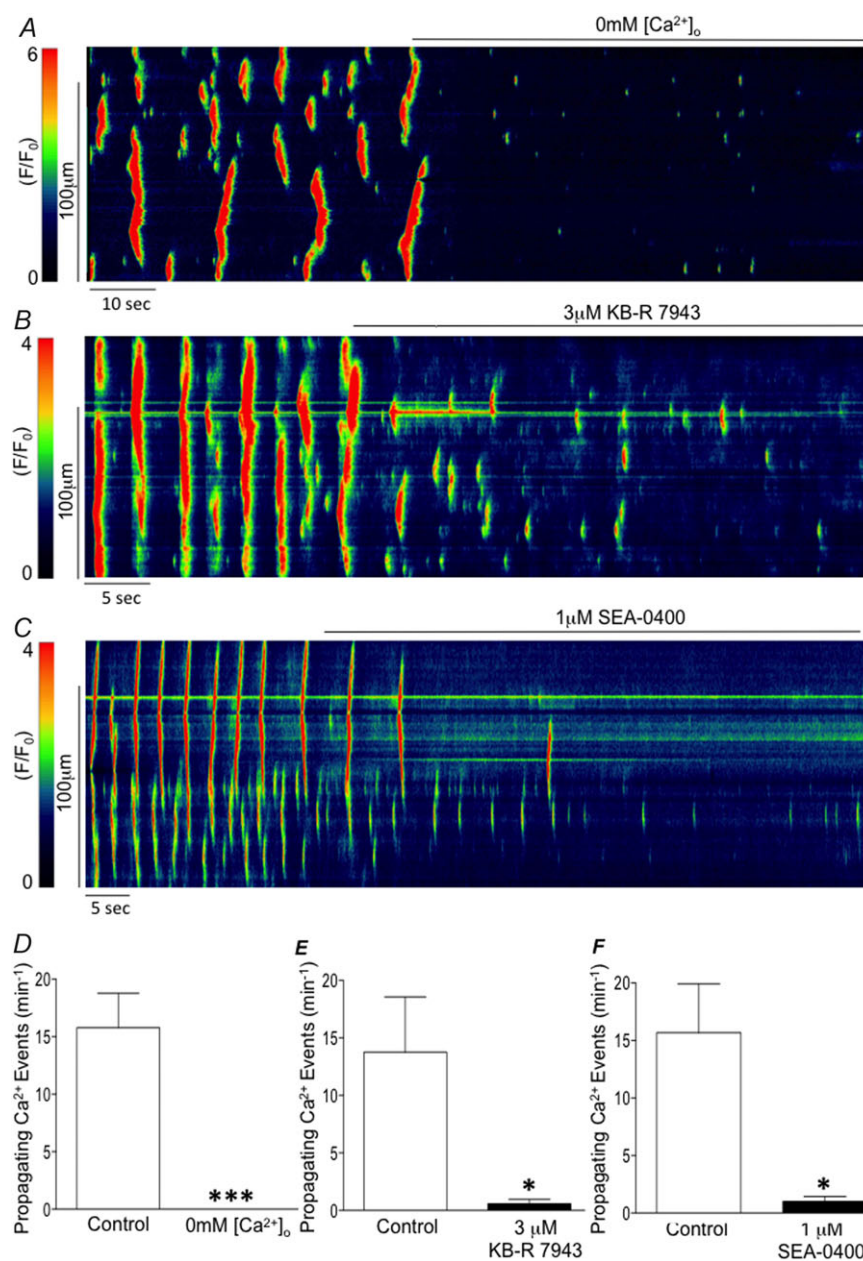 A
0mM [Ca²⁺]ₒ
6
(F/F₀)
100μm
0
10 sec
B
3μM KB-R 7943
4
(F/F₀)
100μm
0
5 sec
C
1μM SEA-0400
4
(F/F₀)
100μm
0
5 sec
D
Propagating Ca²⁺ Events (min⁻¹)
20
15
10
5
0
***
Control
0mM [Ca²⁺]ₒ
E
Propagating Ca²⁺ Events (min⁻¹)
20
15
10
5
0
*
Control
3 μM
KB-R 7943
F
Propagating Ca²⁺ Events (min⁻¹)
20
15
10
5
0
*
Control
1 μM
SEA-0400